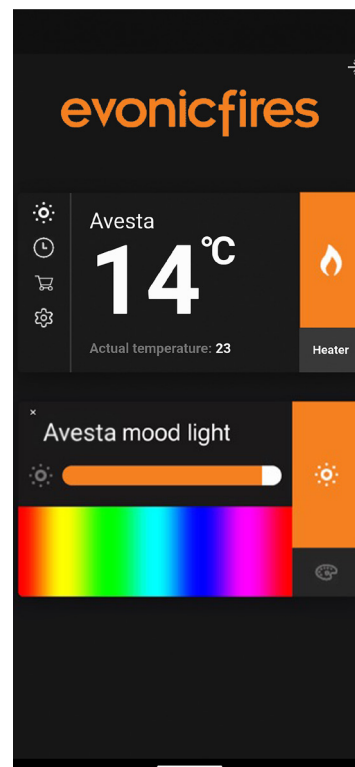 evonicfires
Avesta
14°C
Actual temperature: 23
Heater
Avesta mood light